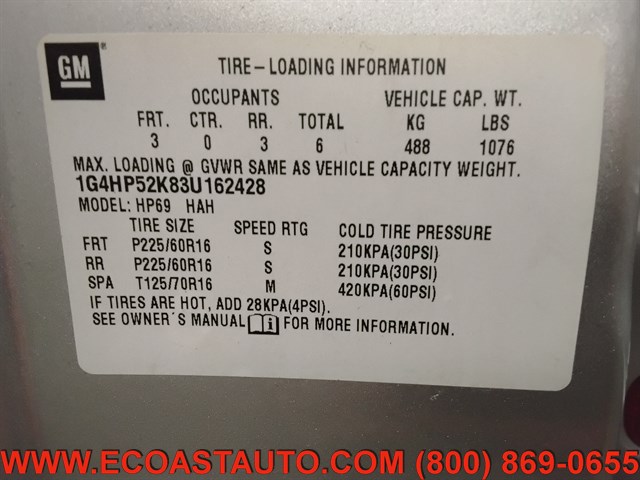 GM
TIRE-LOADING INFORMATION
OCCUPANTS VEHICLE CAP. WT.
FRT. CTR. RR. TOTAL KG LBS
3 0 3 6 488 1076
MAX. LOADING @ GVWR SAME AS VEHICLE CAPACITY WEIGHT.
1G4HP52K83U162428
MODEL: HP69 HAH
TIRE SIZE SPEED RTG COLD TIRE PRESSURE
FRT P225/60R16 S 210KPA(30PSI)
RR P225/60R16 S 210KPA(30PSI)
SPA T125/70R16 M 420KPA(60PSI)
IF TIRES ARE HOT, ADD 28KPA(4PSI).
SEE OWNER'S MANUAL i FOR MORE INFORMATION.
WWW.ECOASTAUTO.COM (800) 869-0655